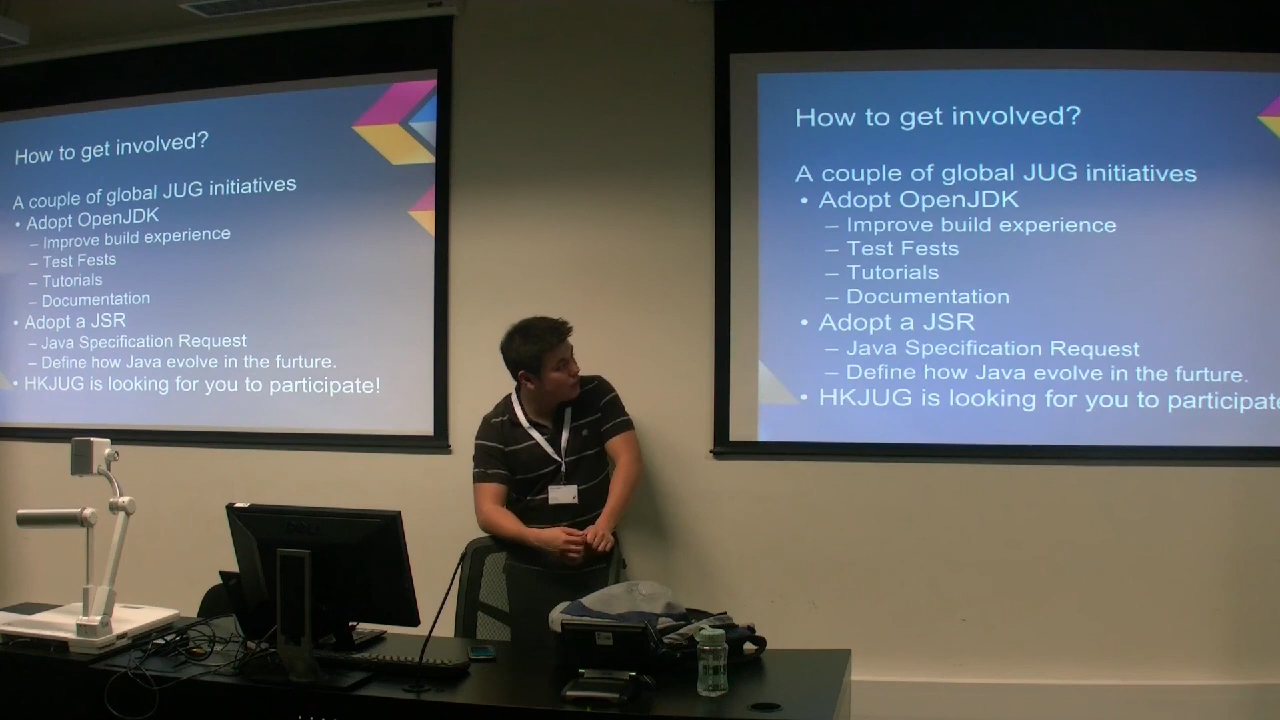 How to get involved?
A couple of global JUG initiatives
• Adopt OpenJDK
– Improve build experience
– Test Fests
– Tutorials
– Documentation
• Adopt a JSR
– Java Specification Request
– Define how Java evolve in the furture.
• HKJUG is looking for you to participate!
How to get involved?
A couple of global JUG initiatives
• Adopt OpenJDK
– Improve build experience
– Test Fests
– Tutorials
– Documentation
• Adopt a JSR
– Java Specification Request
– Define how Java evolve in the furture.
• HKJUG is looking for you to participate
DELL